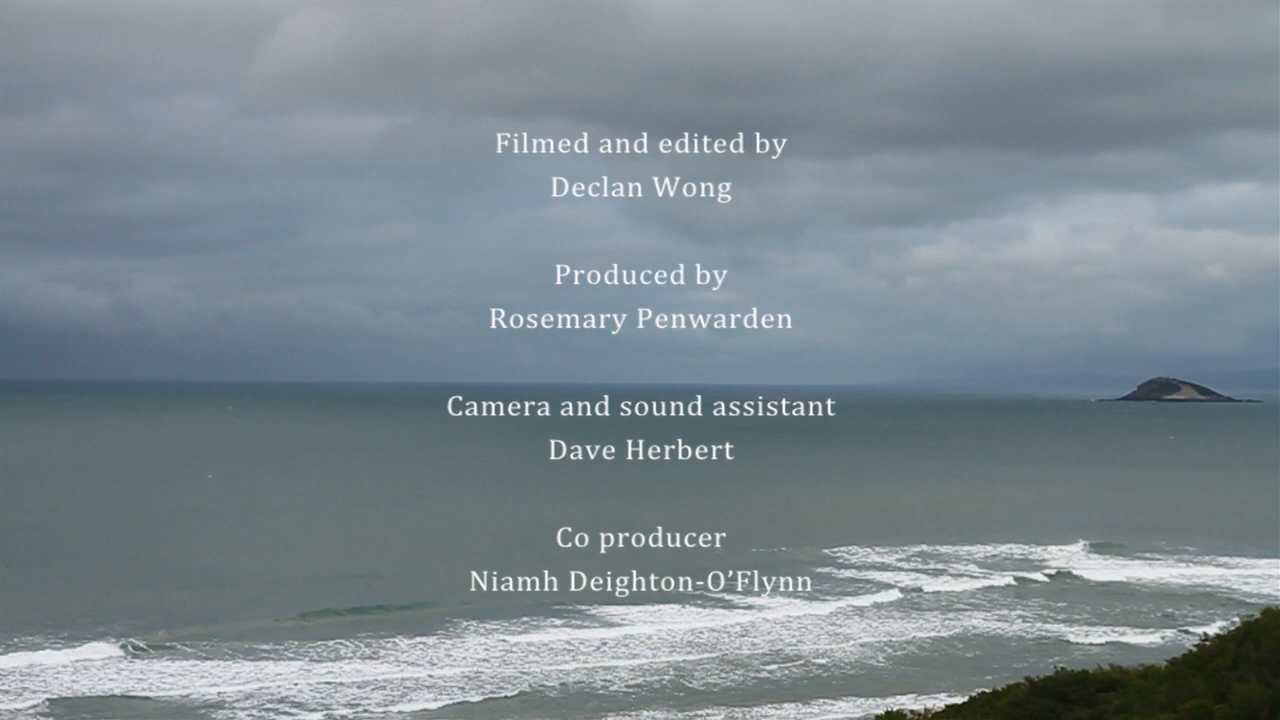 Filmed and edited by
Declan Wong
Produced by
Rosemary Penwarden
Camera and sound assistant
Dave Herbert
Co producer
Niamh Deighton-O’Flynn